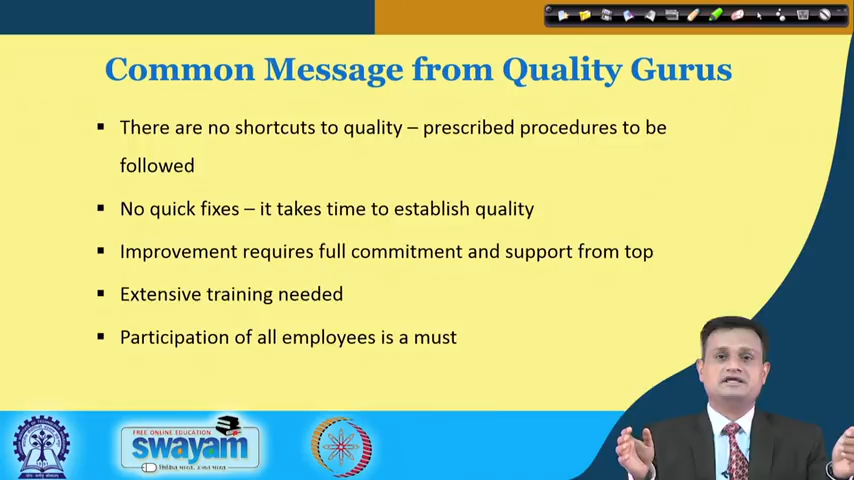 Common Message from Quality Gurus
▪ There are no shortcuts to quality – prescribed procedures to be
followed
▪ No quick fixes – it takes time to establish quality
▪ Improvement requires full commitment and support from top
▪ Extensive training needed
▪ Participation of all employees is a must
FREE ONLINE EDUCATION
swayam